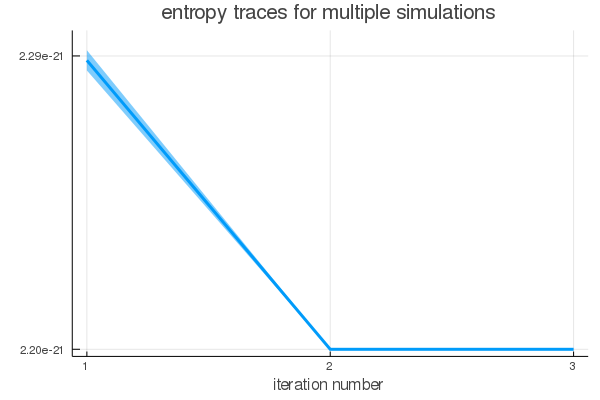 entropy traces for multiple simulations
2.29e-21
2.20e-21
1
2
3
iteration number